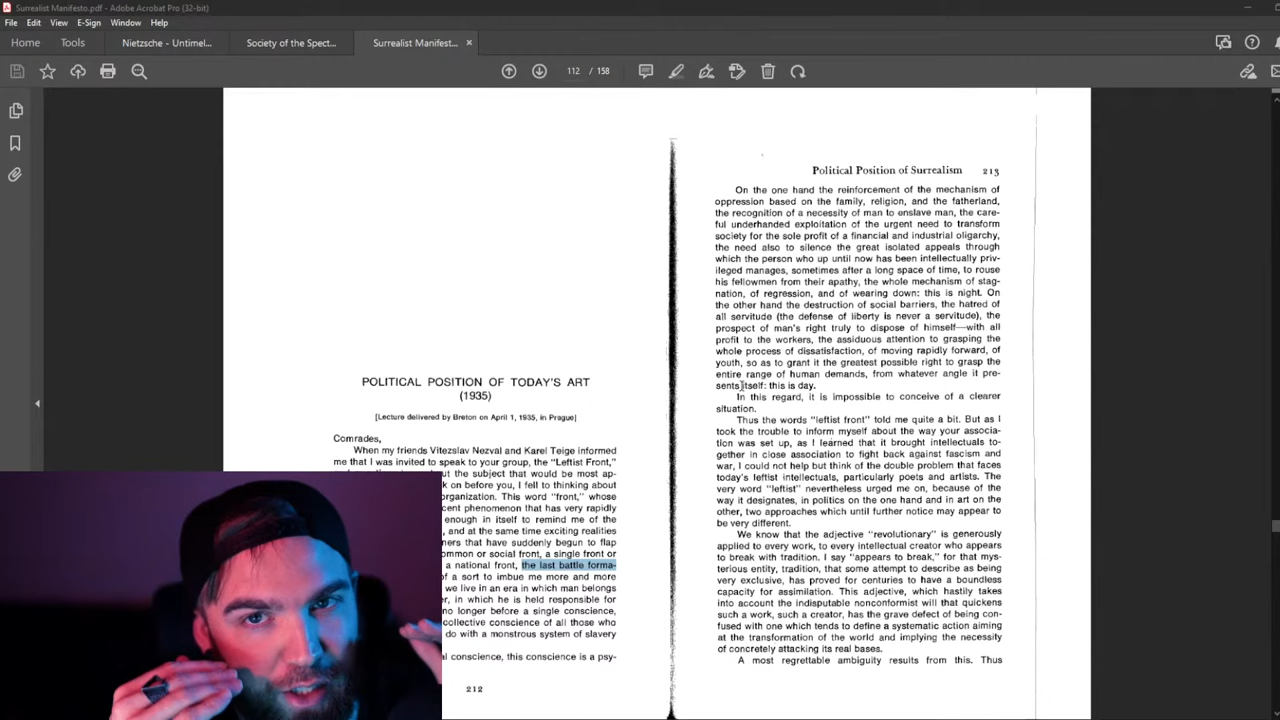 Surrealist Manifesto.pdf - Adobe Acrobat Pro (32-bit)
File Edit View E-Sign Window Help
Home Tools Nietzsche - Untimel... Society of the Spect... Surrealist Manifest... ×
112 / 158
POLITICAL POSITION OF TODAY'S ART
(1935)
[Lecture delivered by Breton on April 1, 1935, in Prague]
Comrades,
When my friends Vitezslav Nezval and Karel Teige informed
me that I was invited to speak to your group, the "Leftist Front,"
the subject that would be most ap-
k on before you, I fell to thinking about
organization. This word "front," whose
cent phenomenon that has very rapidly
enough in itself to remind me of the
, and at the same time exciting realities
ners that have suddenly begun to flap
ommon or social front, a single front or
a national front, the last battle forma-
of a sort to imbue me more and more
we live in an era in which man belongs
er, in which he is held responsible for
no longer before a single conscience,
collective conscience of all those who
do with a monstrous system of slavery
al conscience, this conscience is a psy-
212
Political Position of Surrealism 213
On the one hand the reinforcement of the mechanism of
oppression based on the family, religion, and the fatherland,
the recognition of a necessity of man to enslave man, the care-
ful underhanded exploitation of the urgent need to transform
society for the sole profit of a financial and industrial oligarchy,
the need also to silence the great isolated appeals through
which the person who up until now has been intellectually priv-
ileged manages, sometimes after a long space of time, to rouse
his fellowmen from their apathy, the whole mechanism of stag-
nation, of regression, and of wearing down: this is night. On
the other hand the destruction of social barriers, the hatred of
all servitude (the defense of liberty is never a servitude), the
prospect of man's right truly to dispose of himself—with all
profit to the workers, the assiduous attention to grasping the
whole process of dissatisfaction, of moving rapidly forward, of
youth, so as to grant it the greatest possible right to grasp the
entire range of human demands, from whatever angle it pre-
sents itself: this is day.
In this regard, it is impossible to conceive of a clearer
situation.
Thus the words "leftist front" told me quite a bit. But as I
took the trouble to inform myself about the way your associa-
tion was set up, as I learned that it brought intellectuals to-
gether in close association to fight back against fascism and
war, I could not help but think of the double problem that faces
today's leftist intellectuals, particularly poets and artists. The
very word "leftist" nevertheless urged me on, because of the
way it designates, in politics on the one hand and in art on the
other, two approaches which until further notice may appear to
be very different.
We know that the adjective "revolutionary" is generously
applied to every work, to every intellectual creator who appears
to break with tradition. I say "appears to break," for that mys-
terious entity, tradition, that some attempt to describe as being
very exclusive, has proved for centuries to have a boundless
capacity for assimilation. This adjective, which hastily takes
into account the indisputable nonconformist will that quickens
such a work, such a creator, has the grave defect of being con-
fused with one which tends to define a systematic action aiming
at the transformation of the world and implying the necessity
of concretely attacking its real bases.
A most regrettable ambiguity results from this. Thus